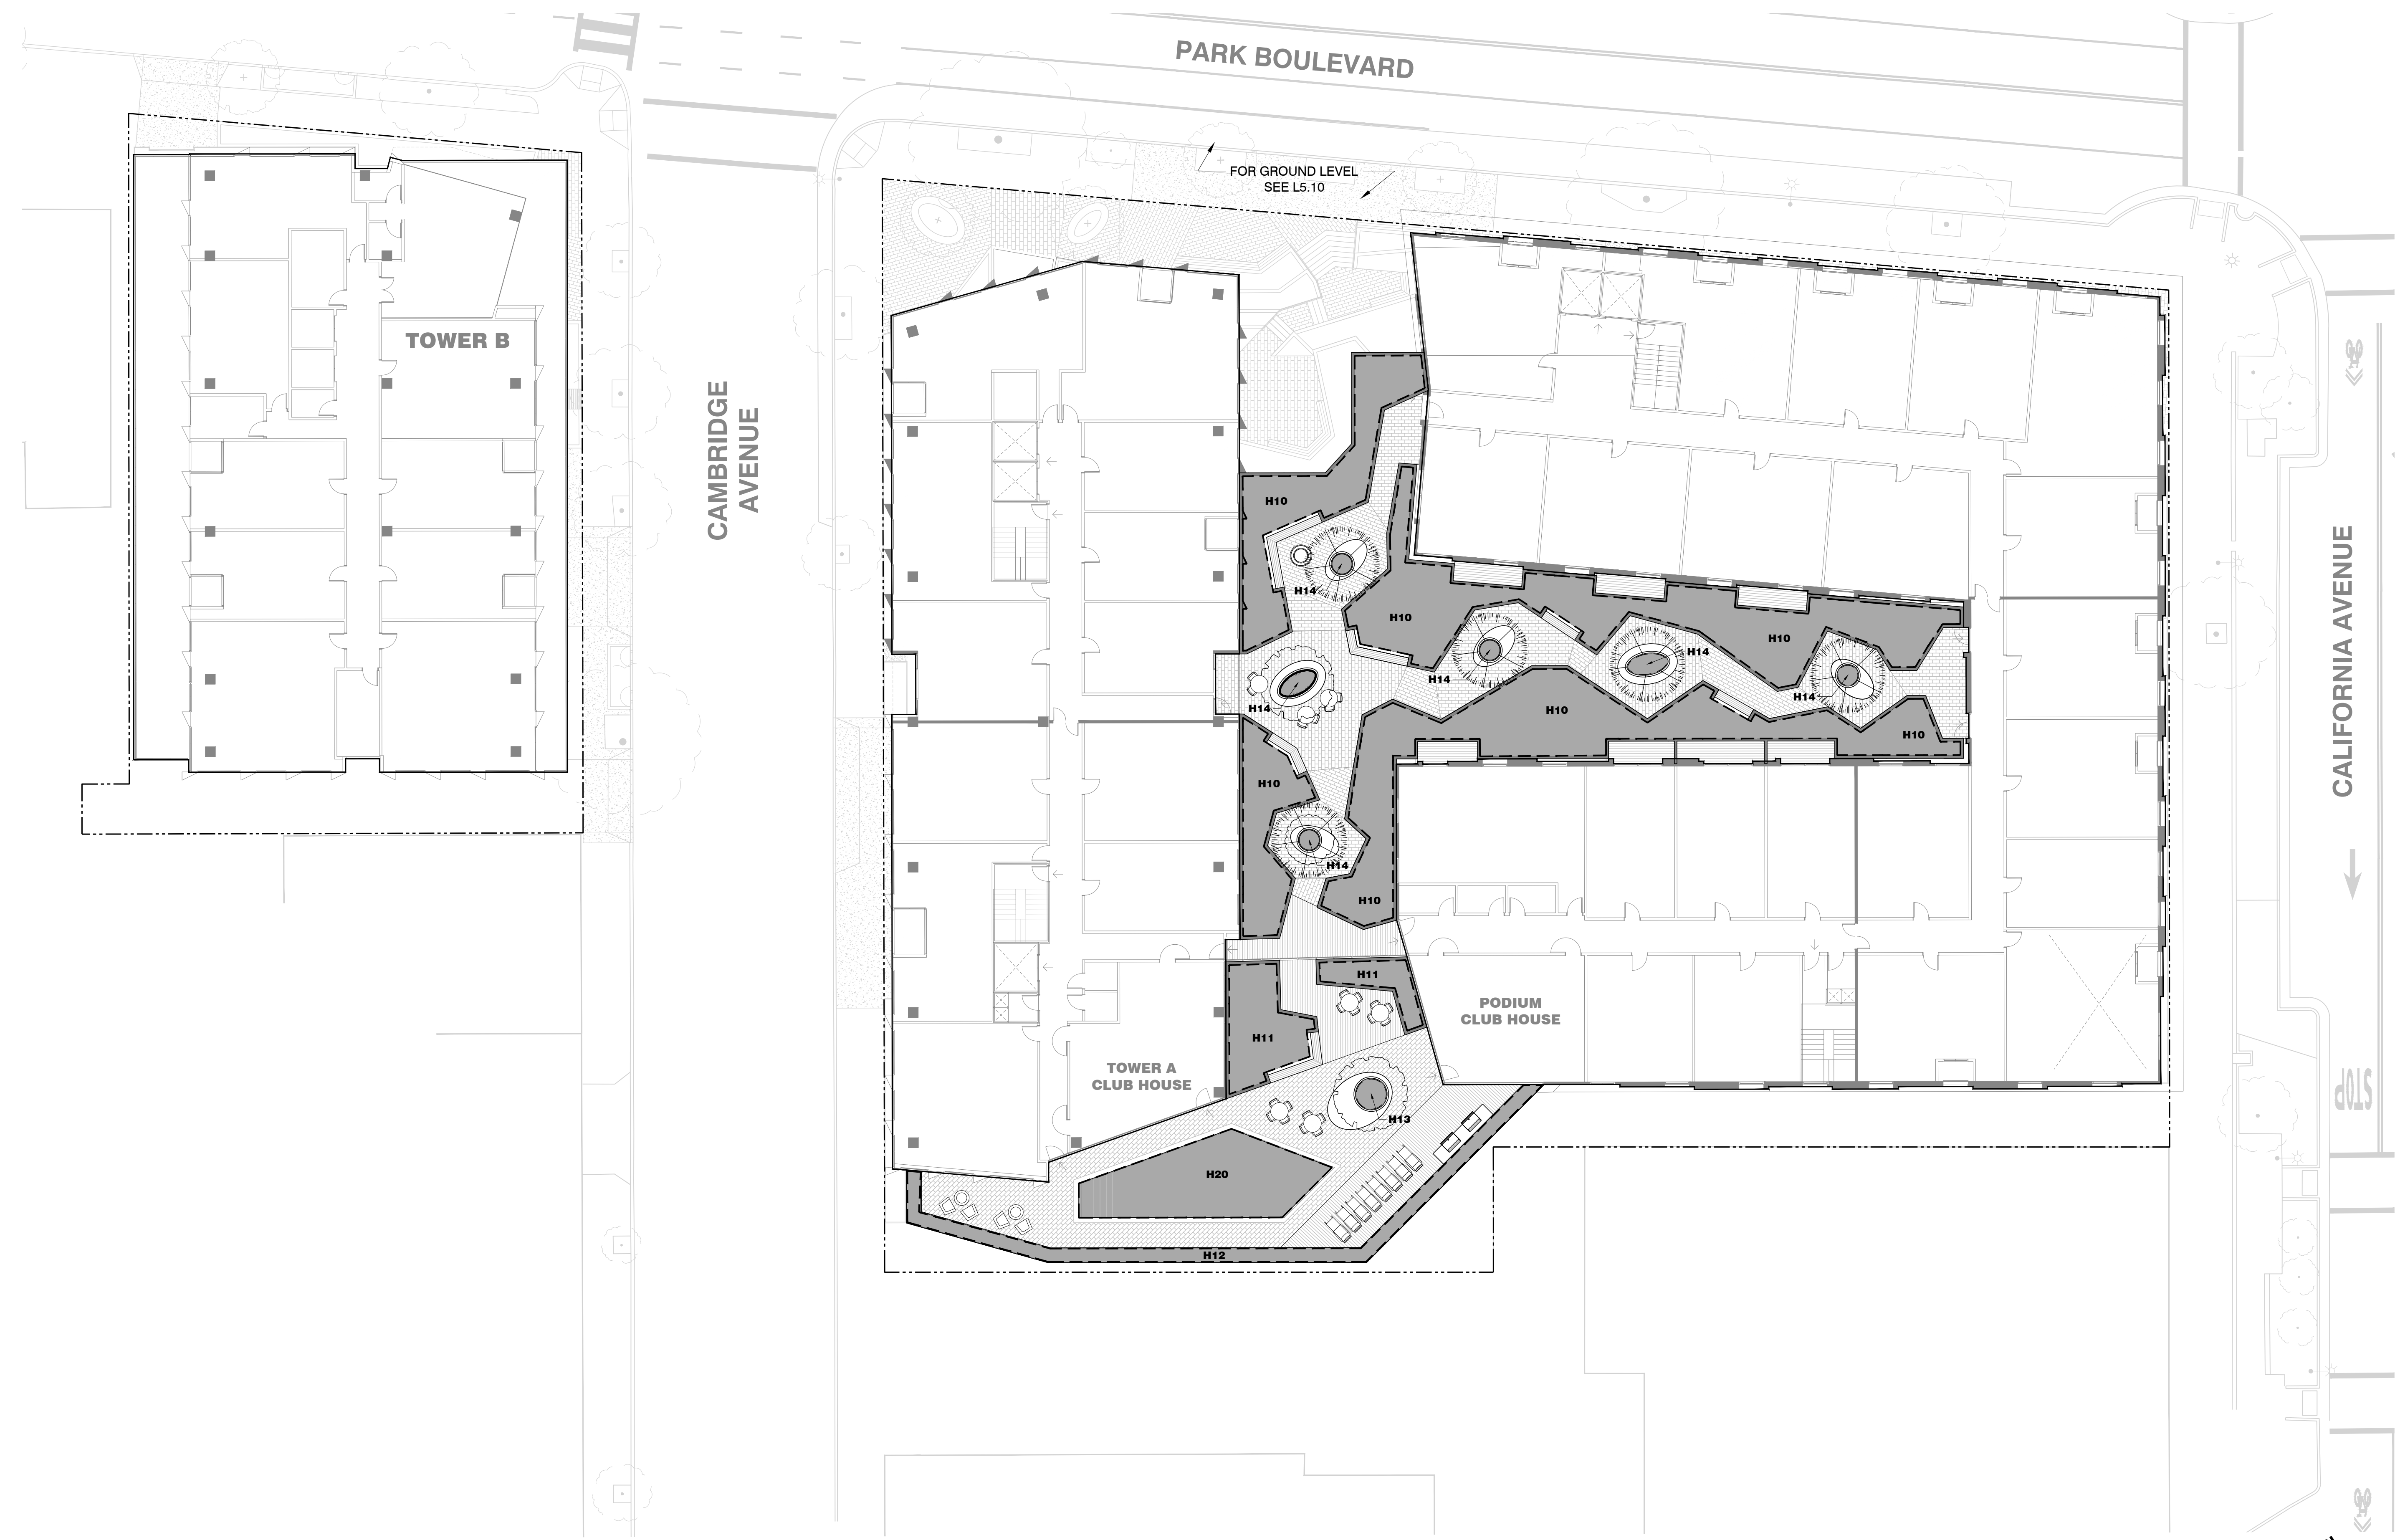 PARK BOULEVARD
FOR GROUND LEVEL
SEE L5.10
TOWER B
CAMBRIDGE
AVENUE
CALIFORNIA AVENUE
H10
H14
H10
H10
H14
H14
H14
H14
H10
H10
H10
H14
H10
H11
H11
PODIUM
CLUB HOUSE
TOWER A
CLUB HOUSE
H13
H20
H12
STOP